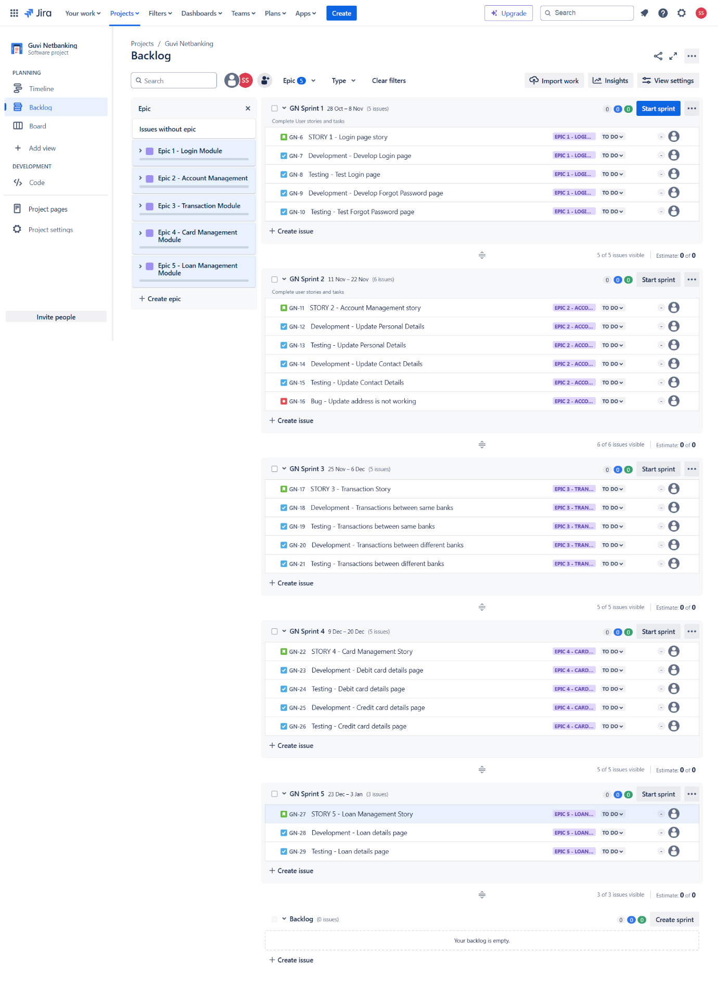 Jira Your work Projects Filters Dashboards Teams Plans Apps Create Upgrade Search SS
Guvi Netbanking
Software project
PLANNING
Timeline
Backlog
Board
Add view
DEVELOPMENT
Code
Project pages
Project settings
Invite people
Projects / Guvi Netbanking
Backlog
Search SS Epic 5 Type Clear filters Import work Insights View settings
Epic
Issues without epic
Epic 1 - Login Module
Epic 2 - Account Management
Epic 3 - Transaction Module
Epic 4 - Card Management
Module
Epic 5 - Loan Management
Module
+ Create epic
GN Sprint 1 28 Oct – 8 Nov (5 issues) 0 0 0 Start sprint
Complete User stories and tasks
GN-6 STORY 1 - Login page story EPIC 1 - LOGI... TO DO -
GN-7 Development - Develop Login page EPIC 1 - LOGI... TO DO -
GN-8 Testing - Test Login page EPIC 1 - LOGI... TO DO -
GN-9 Development - Develop Forgot Password page EPIC 1 - LOGI... TO DO -
GN-10 Testing - Test Forgot Password page EPIC 1 - LOGI... TO DO -
+ Create issue
5 of 5 issues visible Estimate: 0 of 0
GN Sprint 2 11 Nov – 22 Nov (6 issues) 0 0 0 Start sprint
Complete user stories and tasks
GN-11 STORY 2 - Account Management story EPIC 2 - ACCO... TO DO -
GN-12 Development - Update Personal Details EPIC 2 - ACCO... TO DO -
GN-13 Testing - Update Personal Details EPIC 2 - ACCO... TO DO -
GN-14 Development - Update Contact Details EPIC 2 - ACCO... TO DO -
GN-15 Testing - Update Contact Details EPIC 2 - ACCO... TO DO -
GN-16 Bug - Update address is not working EPIC 2 - ACCO... TO DO -
+ Create issue
6 of 6 issues visible Estimate: 0 of 0
GN Sprint 3 25 Nov – 6 Dec (5 issues) 0 0 0 Start sprint
GN-17 STORY 3 - Transaction Story EPIC 3 - TRAN... TO DO -
GN-18 Development - Transactions between same banks EPIC 3 - TRAN... TO DO -
GN-19 Testing - Transactions between same banks EPIC 3 - TRAN... TO DO -
GN-20 Development - Transactions between different banks EPIC 3 - TRAN... TO DO -
GN-21 Testing - Transactions between different banks EPIC 3 - TRAN... TO DO -
+ Create issue
5 of 5 issues visible Estimate: 0 of 0
GN Sprint 4 9 Dec – 20 Dec (5 issues) 0 0 0 Start sprint
GN-22 STORY 4 - Card Management Story EPIC 4 - CARD... TO DO -
GN-23 Development - Debit card details page EPIC 4 - CARD... TO DO -
GN-24 Testing - Debit card details page EPIC 4 - CARD... TO DO -
GN-25 Development - Credit card details page EPIC 4 - CARD... TO DO -
GN-26 Testing - Credit card details page EPIC 4 - CARD... TO DO -
+ Create issue
5 of 5 issues visible Estimate: 0 of 0
GN Sprint 5 23 Dec – 3 Jan (3 issues) 0 0 0 Start sprint
GN-27 STORY 5 - Loan Management Story EPIC 5 - LOAN... TO DO -
GN-28 Development - Loan details page EPIC 5 - LOAN... TO DO -
GN-29 Testing - Loan details page EPIC 5 - LOAN... TO DO -
+ Create issue
3 of 3 issues visible Estimate: 0 of 0
Backlog (0 issues) 0 0 0 Create sprint
Your backlog is empty.
+ Create issue